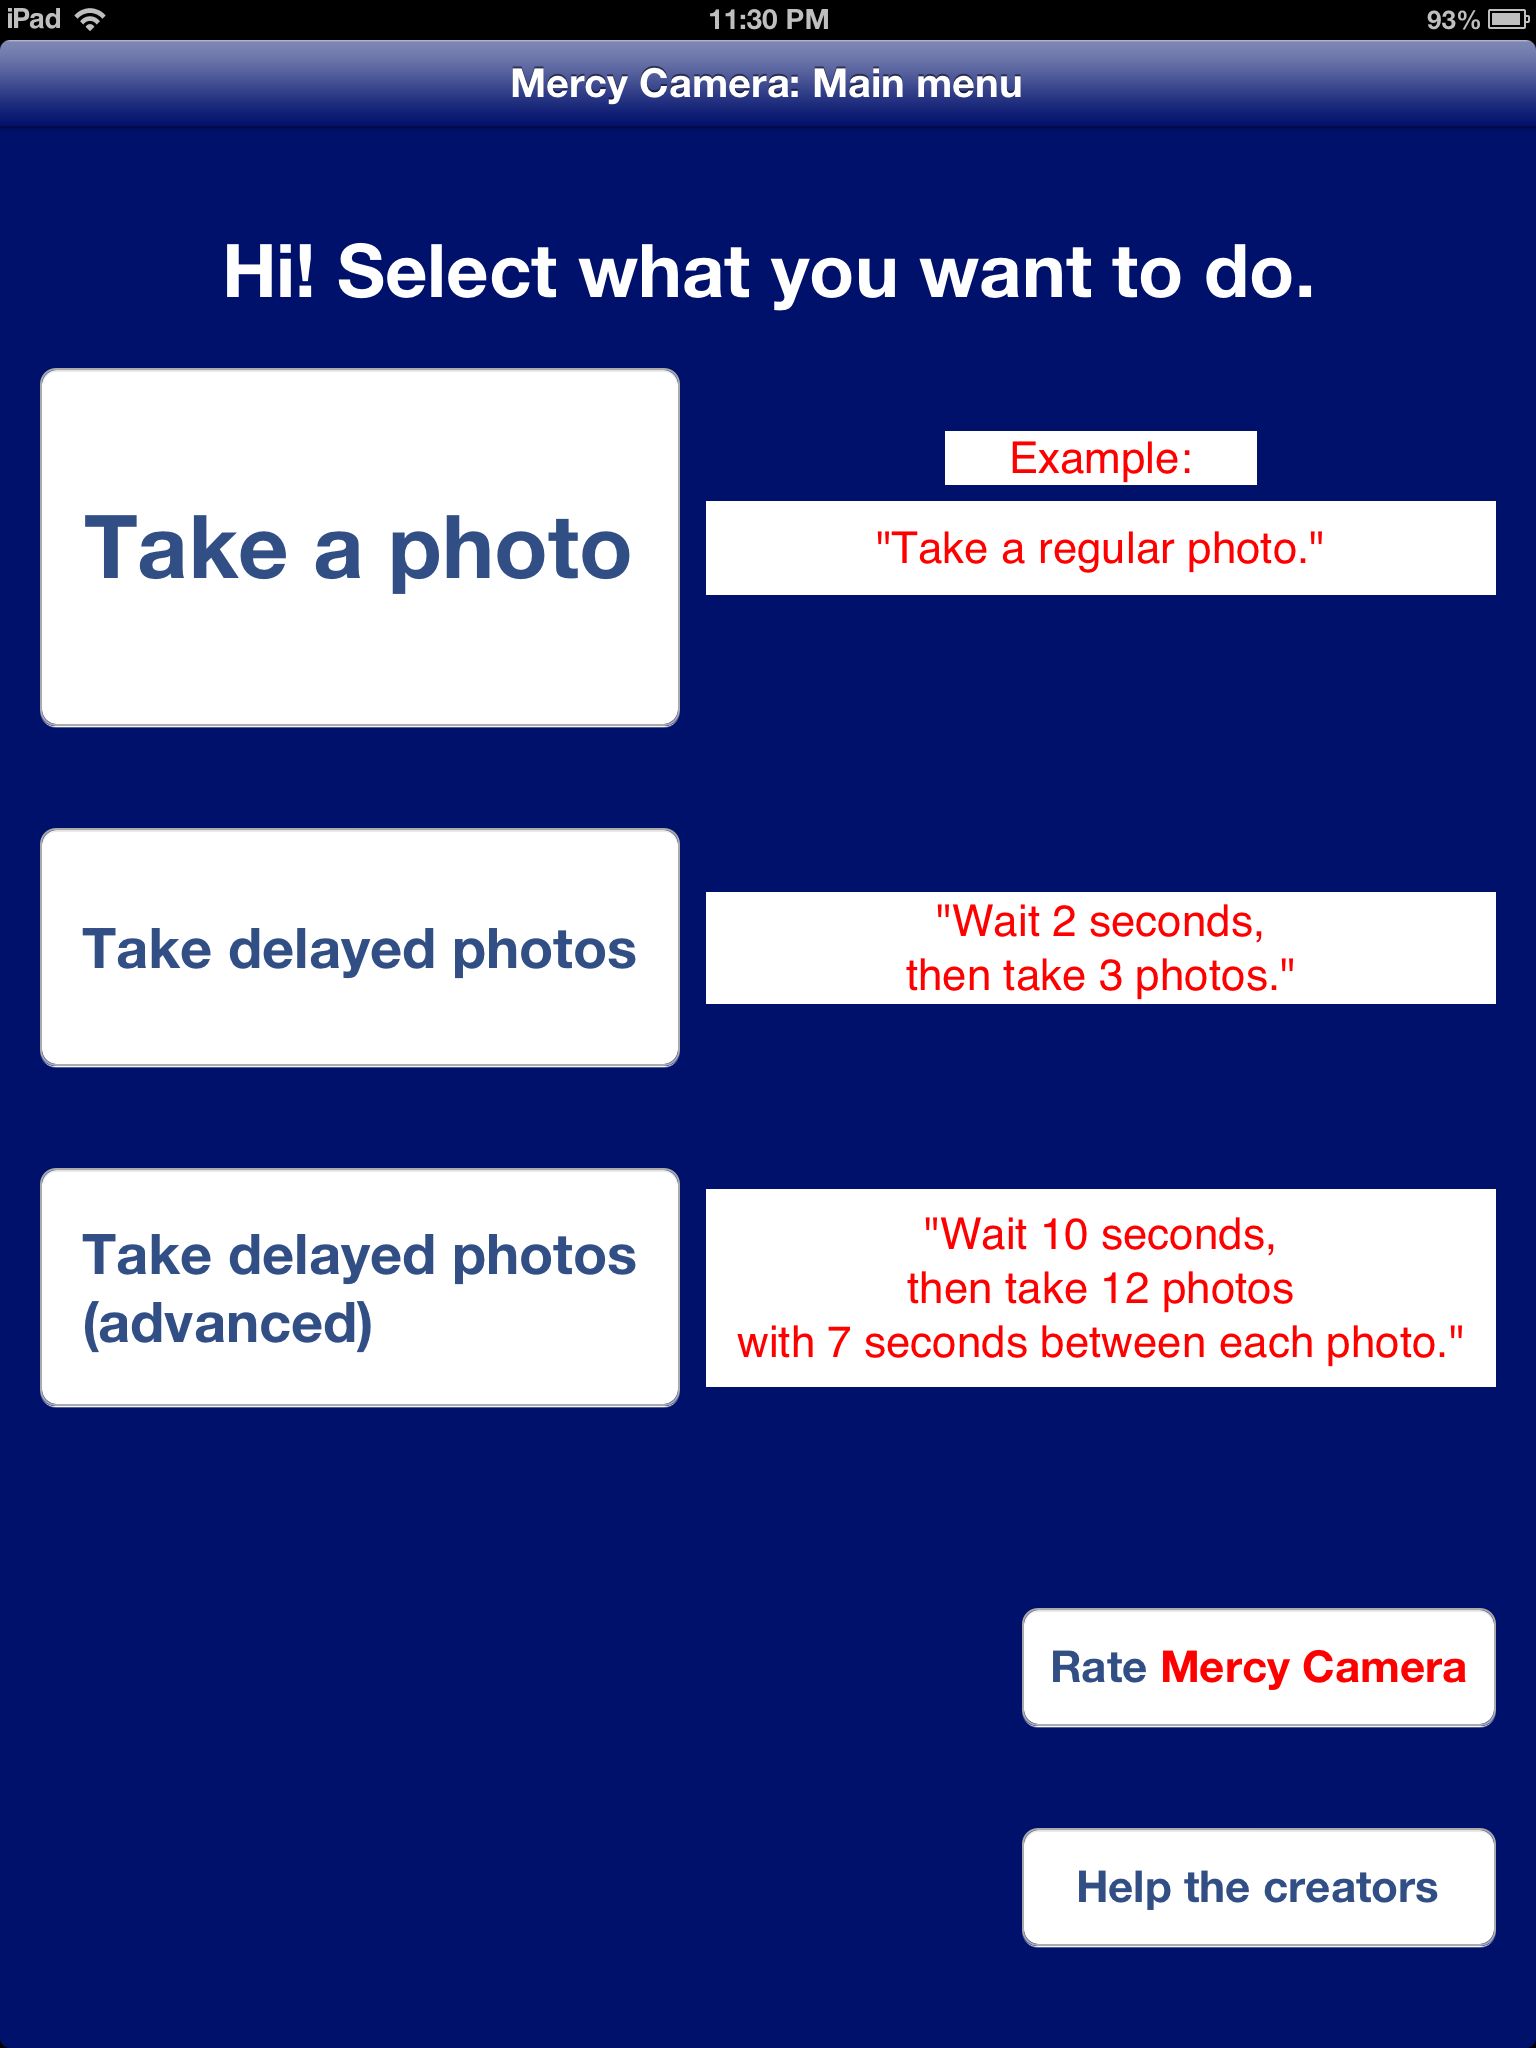 iPad
11:30 PM
93%
Mercy Camera: Main menu
Hi! Select what you want to do.
Take a photo
Example:
"Take a regular photo."
Take delayed photos
"Wait 2 seconds,
then take 3 photos."
Take delayed photos
(advanced)
"Wait 10 seconds,
then take 12 photos
with 7 seconds between each photo."
Rate Mercy Camera
Help the creators